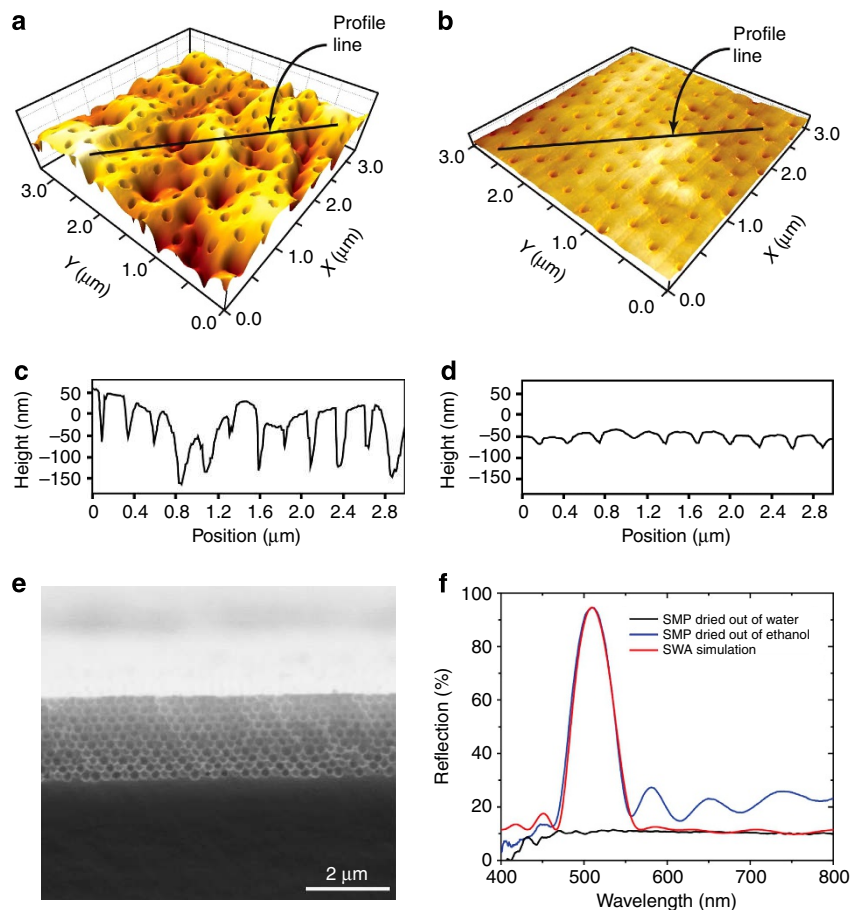 a
Profile
line
3.0
2.0
1.0
0.0
Y (μm)
0.0
1.0
2.0
3.0
X (μm)
b
Profile
line
3.0
2.0
1.0
0.0
Y (μm)
0.0
1.0
2.0
3.0
X (μm)
c
Height (nm)
50
0
−50
−100
−150
0 0.4 0.8 1.2 1.6 2.0 2.4 2.8
Position (μm)
d
Height (nm)
50
0
−50
−100
−150
0 0.4 0.8 1.2 1.6 2.0 2.4 2.8
Position (μm)
e
2 μm
f
Reflection (%)
100
80
60
40
20
0
SMP dried out of water
SMP dried out of ethanol
SWA simulation
400 500 600 700 800
Wavelength (nm)